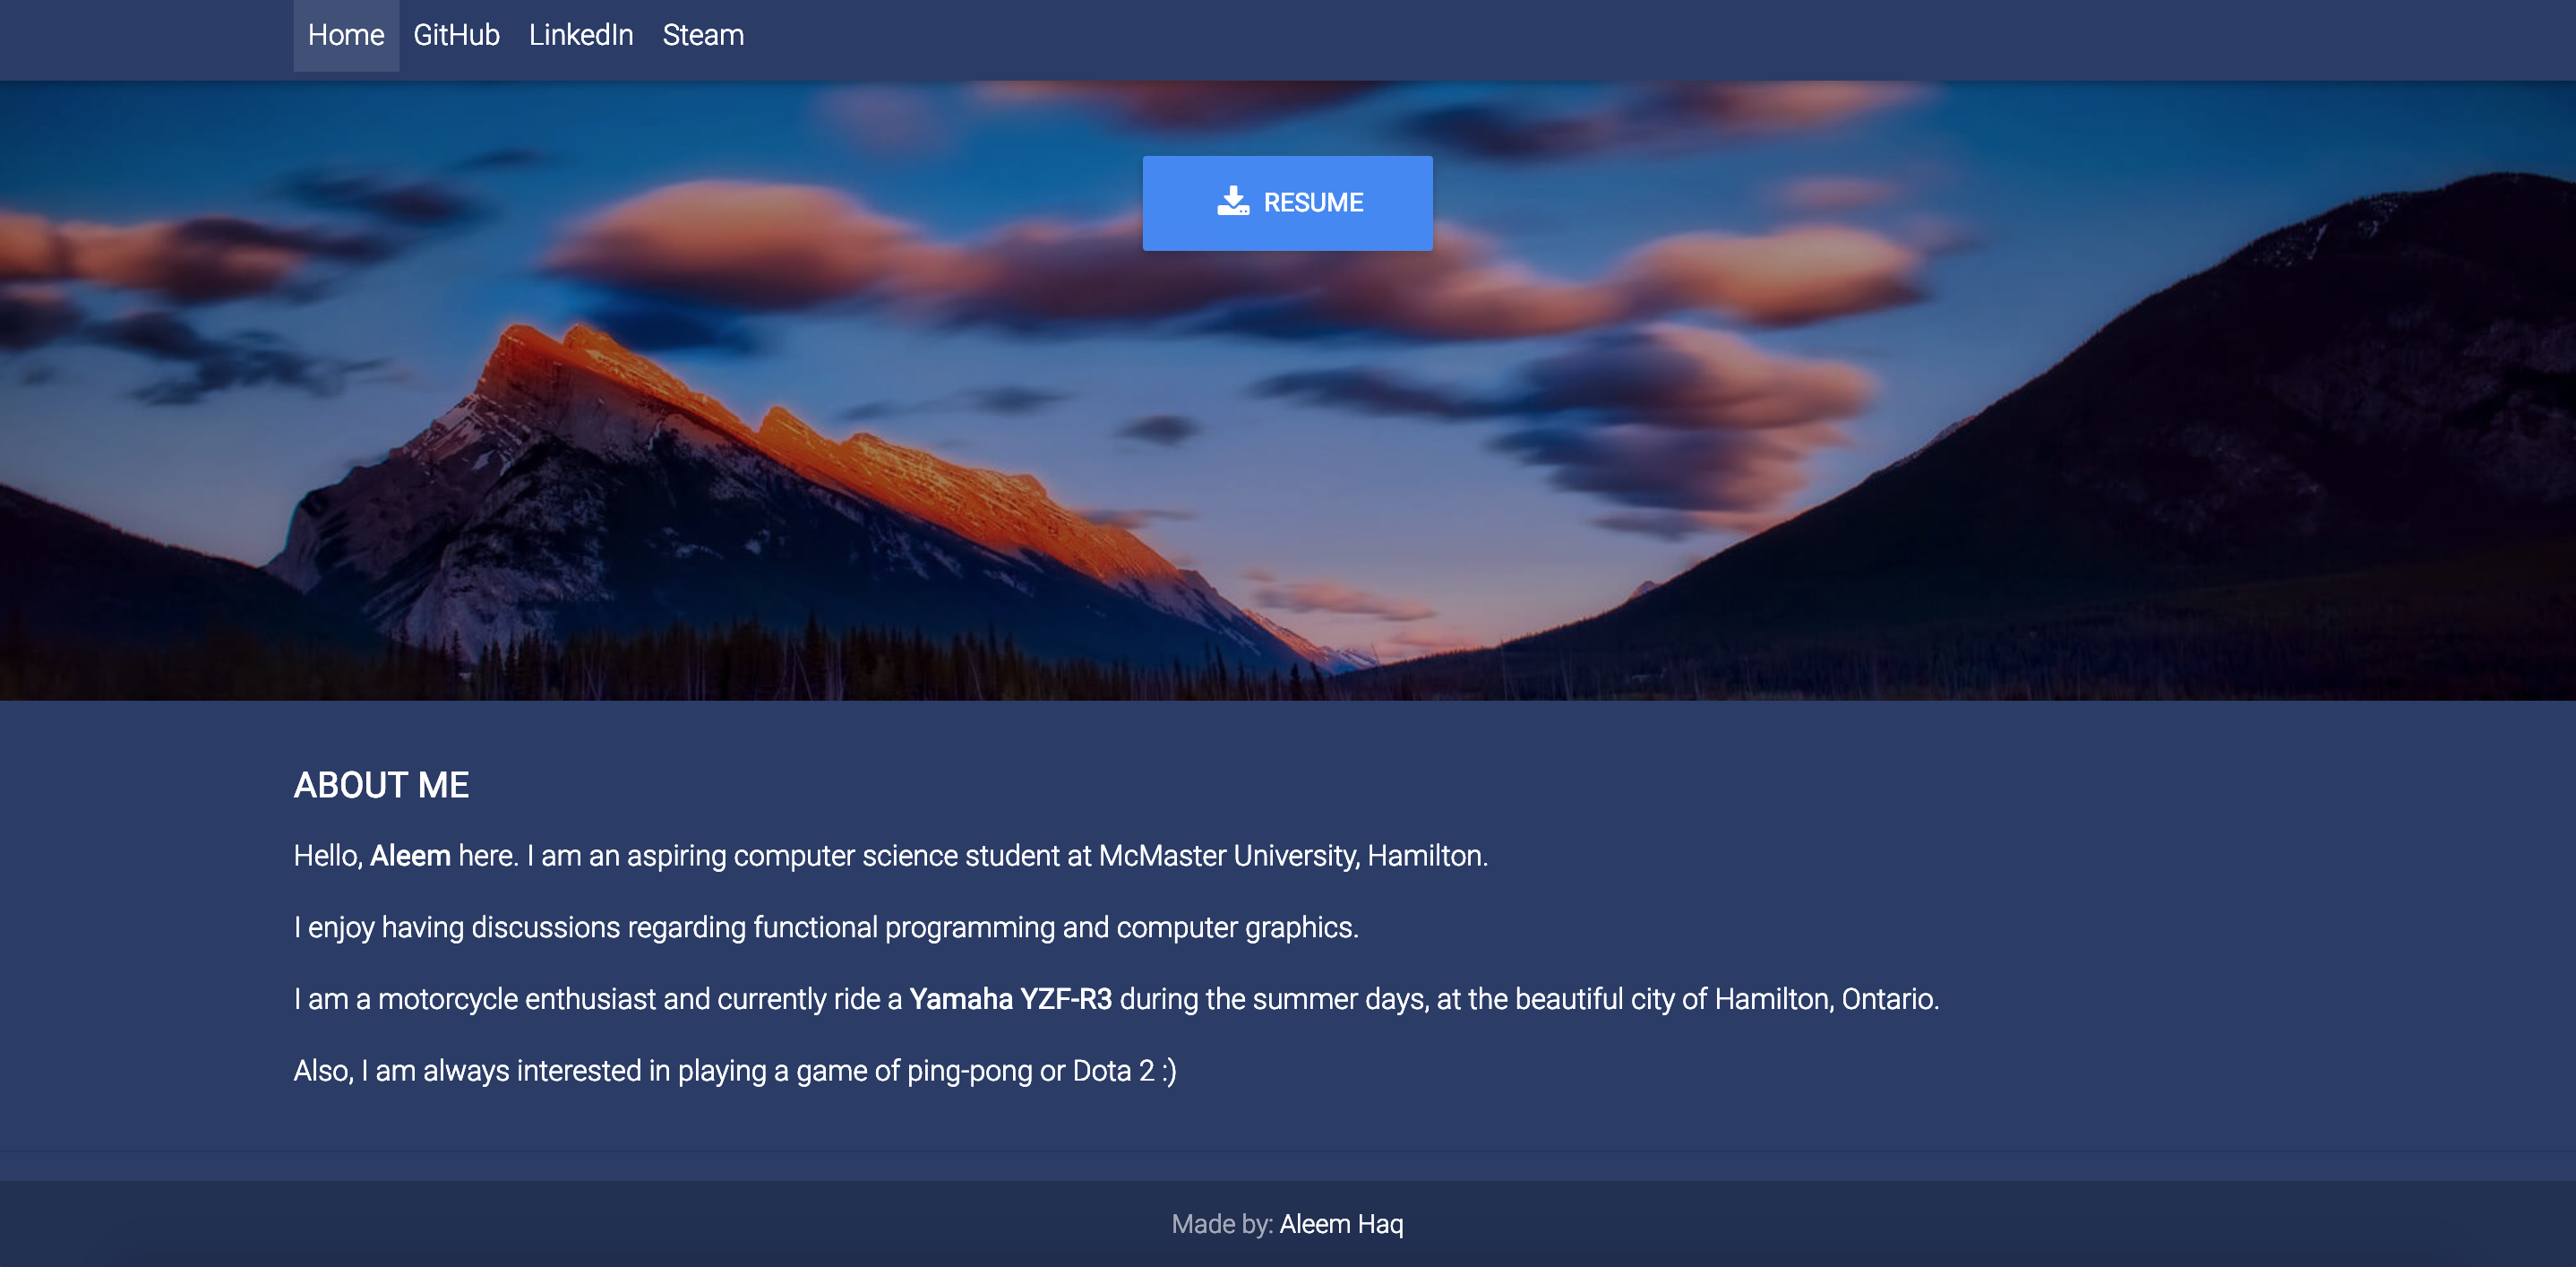 Home GitHub LinkedIn Steam
RESUME
ABOUT ME
Hello, Aleem here. I am an aspiring computer science student at McMaster University, Hamilton.
I enjoy having discussions regarding functional programming and computer graphics.
I am a motorcycle enthusiast and currently ride a Yamaha YZF-R3 during the summer days, at the beautiful city of Hamilton, Ontario.
Also, I am always interested in playing a game of ping-pong or Dota 2 :)
Made by: Aleem Haq